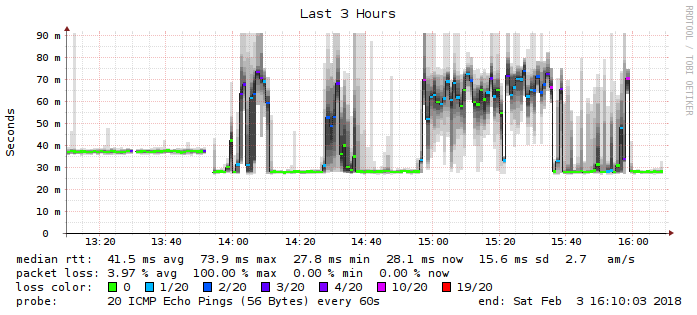 Last 3 Hours
RRDTOOL / TOBI OETIKER
Seconds
90 m
80 m
70 m
60 m
50 m
40 m
30 m
20 m
10 m
0
13:20 13:40 14:00 14:20 14:40 15:00 15:20 15:40 16:00
median rtt: 41.5 ms avg 73.9 ms max 27.8 ms min 28.1 ms now 15.6 ms sd 2.7 am/s
packet loss: 3.97 % avg 100.00 % max 0.00 % min 0.00 % now
loss color: 0 1/20 2/20 3/20 4/20 10/20 19/20
probe: 20 ICMP Echo Pings (56 Bytes) every 60s end: Sat Feb 3 16:10:03 2018